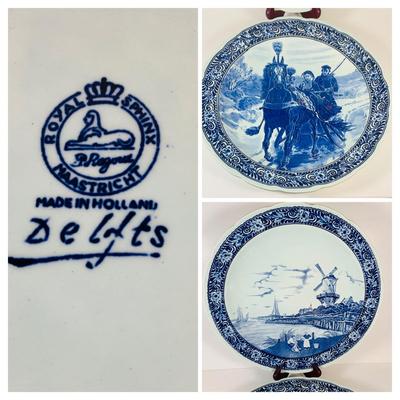 ROYAL SPHINX
P. Regout
MAASTRICHT
MADE IN HOLLAND
Delfts